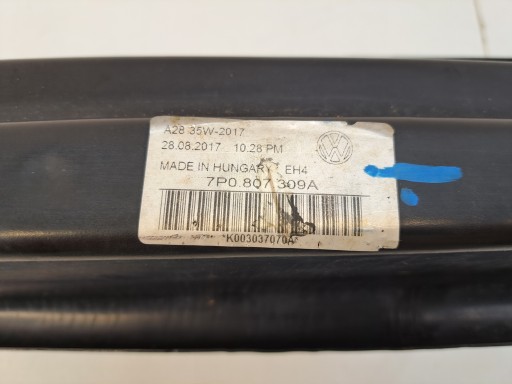 A28 35W-2017
28.08.2017 10.28 PM
MADE IN HUNGARY EH4
7P0.807.309A
*K003037070A*